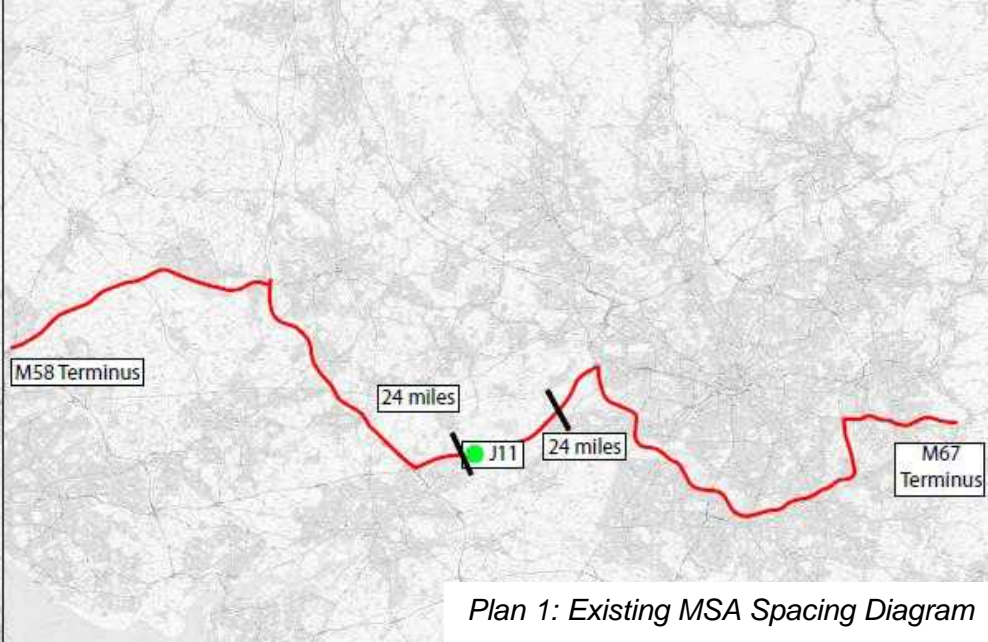 M58 Terminus
24 miles
J11
24 miles
M67
Terminus
Plan 1: Existing MSA Spacing Diagram